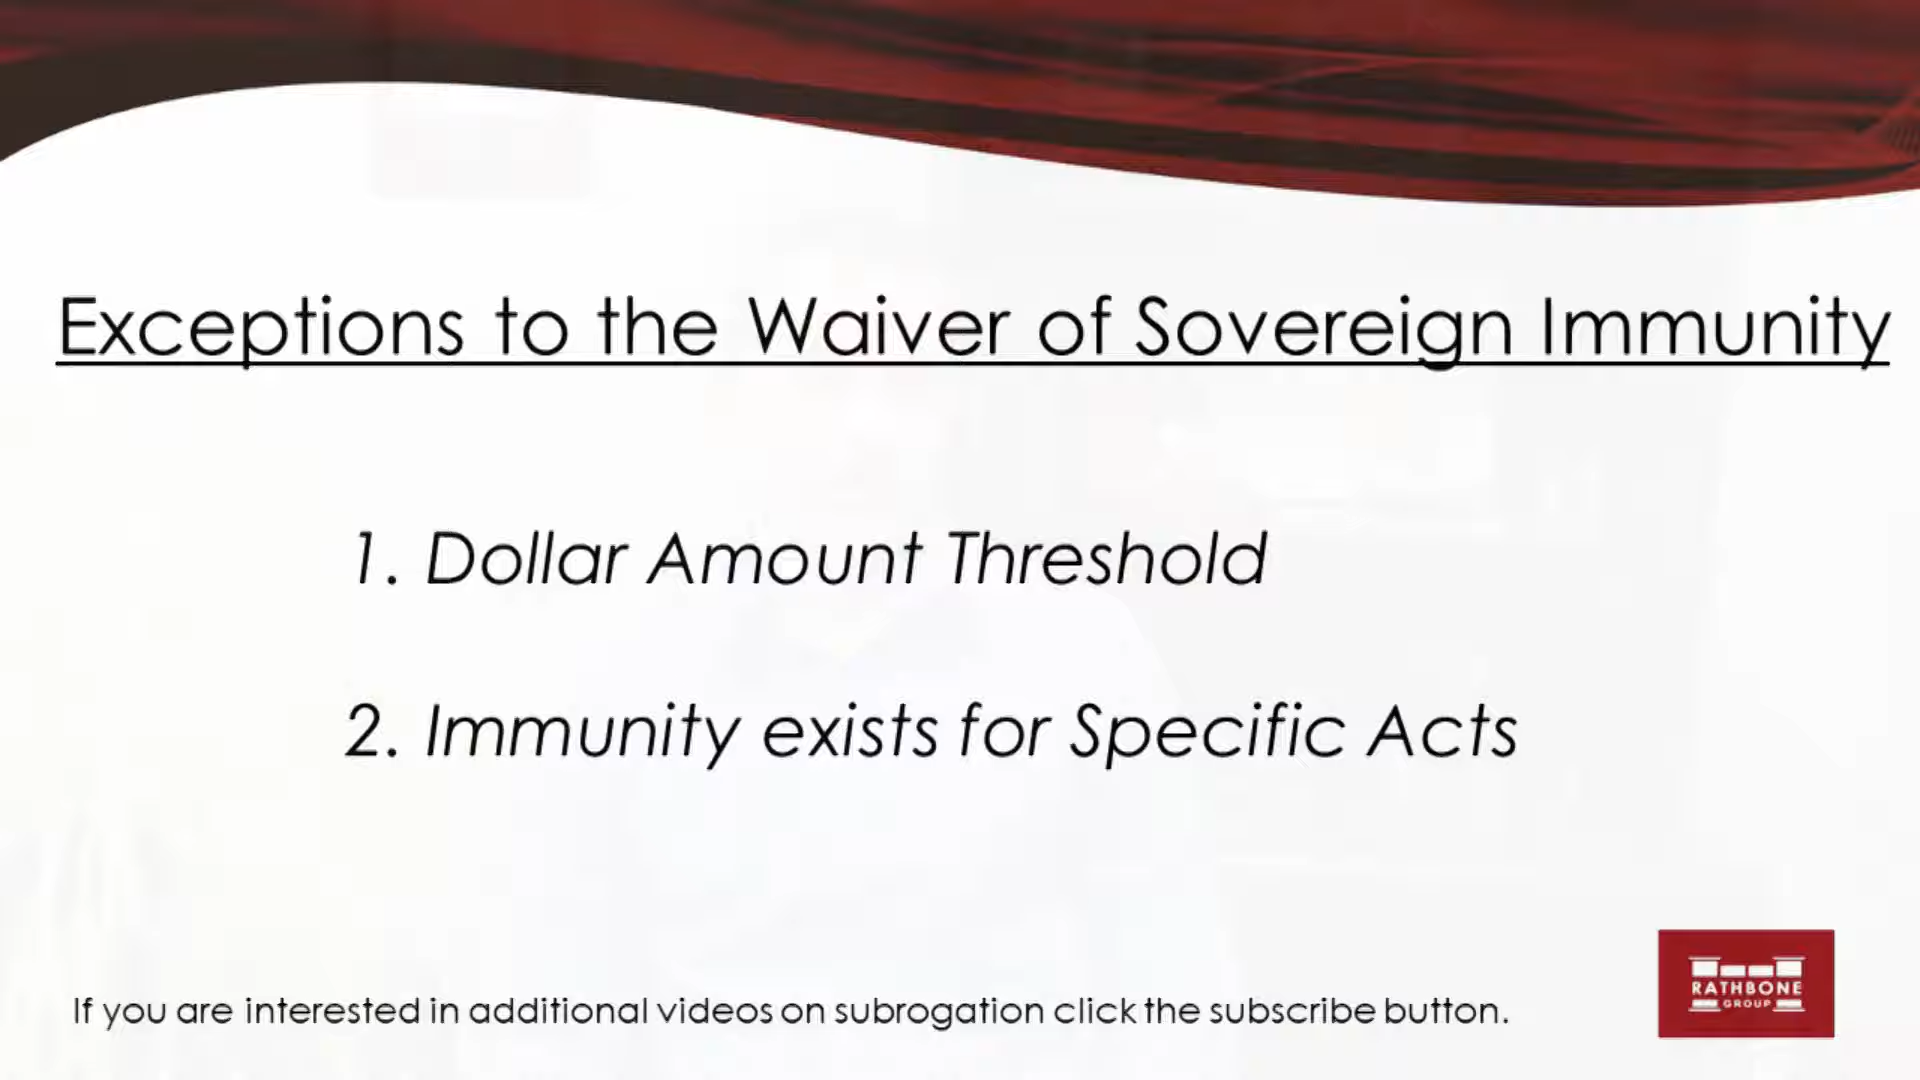 Exceptions to the Waiver of Sovereign Immunity
1. Dollar Amount Threshold
2. Immunity exists for Specific Acts
If you are interested in additional videos on subrogation click the subscribe button.
RATHBONE
GROUP